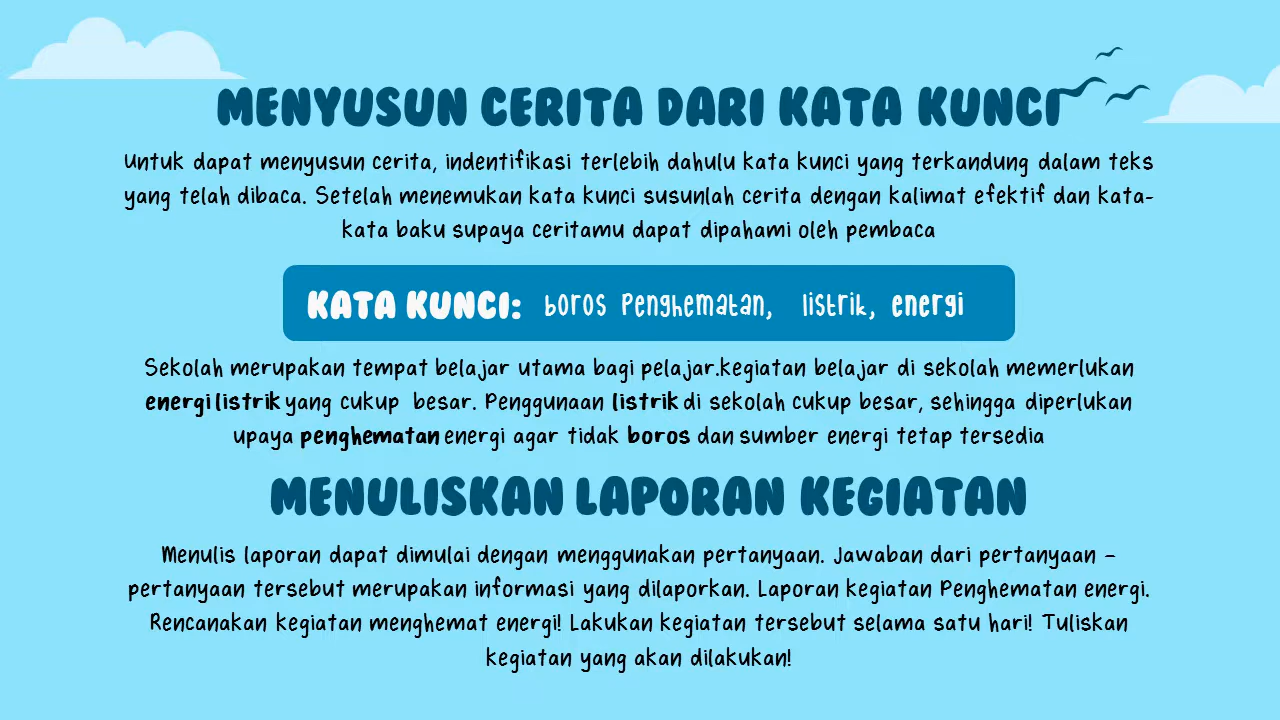 MENYUSUN CERITA DARI KATA KUNCI
Untuk dapat menyusun cerita, indentifikasi terlebih dahulu kata kunci yang terkandung dalam teks
yang telah dibaca. Setelah menemukan kata kunci susunlah cerita dengan kalimat efektif dan kata-
kata baku supaya ceritamu dapat dipahami oleh pembaca
KATA KUNCI: boros Penghematan, listrik, energi
Sekolah merupakan tempat belajar utama bagi pelajar.kegiatan belajar di sekolah memerlukan
energi listrik yang cukup besar. Penggunaan listrik di sekolah cukup besar, sehingga diperlukan
upaya penghematan energi agar tidak boros dan sumber energi tetap tersedia
MENULISKAN LAPORAN KEGIATAN
Menulis laporan dapat dimulai dengan menggunakan pertanyaan. Jawaban dari pertanyaan -
pertanyaan tersebut merupakan informasi yang dilaporkan. Laporan kegiatan Penghematan energi.
Rencanakan kegiatan menghemat energi! Lakukan kegiatan tersebut selama satu hari! Tuliskan
kegiatan yang akan dilakukan!